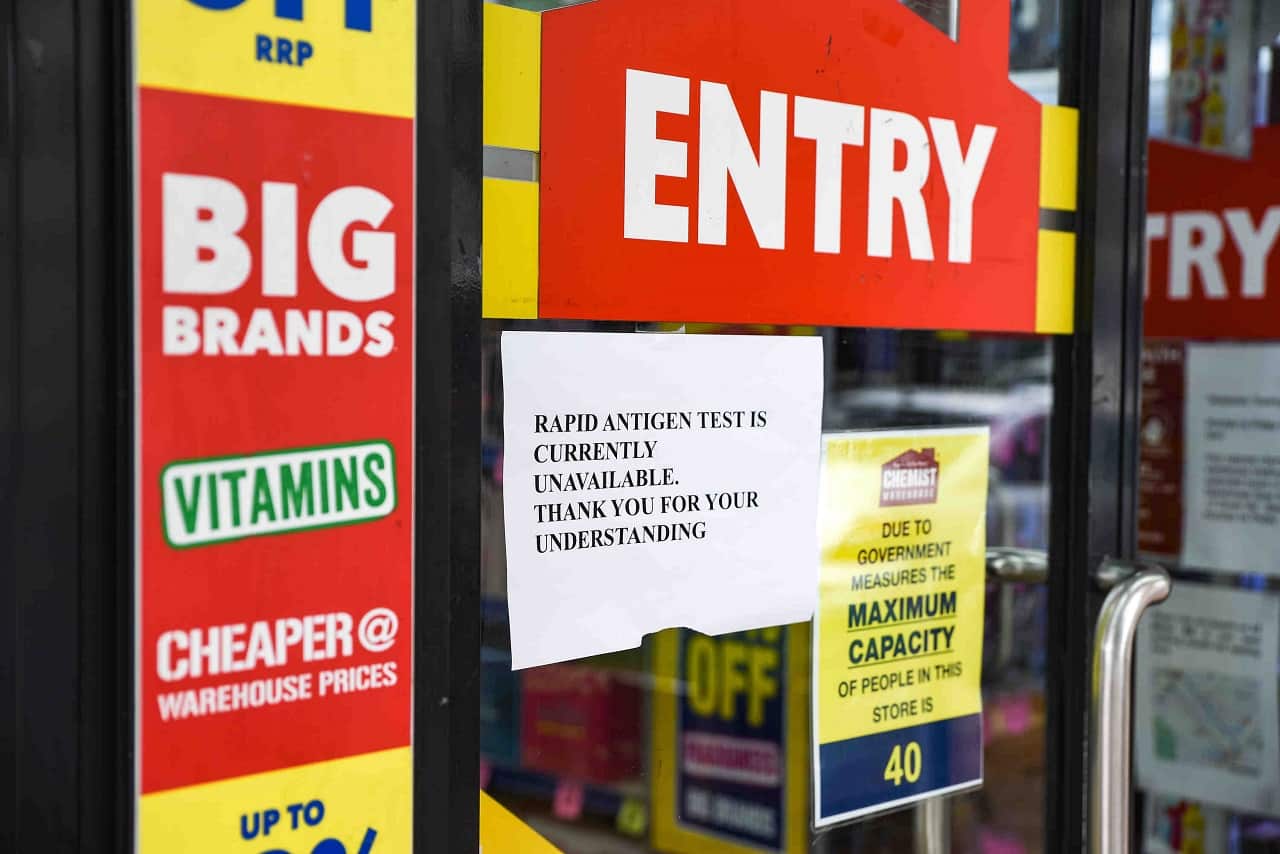 RRP
BIG
BRANDS
VITAMINS
CHEAPER@
WAREHOUSE PRICES
UP TO
ENTRY
RAPID ANTIGEN TEST IS
CURRENTLY
UNAVAILABLE.
THANK YOU FOR YOUR
UNDERSTANDING
OFF
CHEMIST
WAREHOUSE
DUE TO
GOVERNMENT
MEASURES THE
MAXIMUM
CAPACITY
OF PEOPLE IN THIS
STORE IS
40
TRY